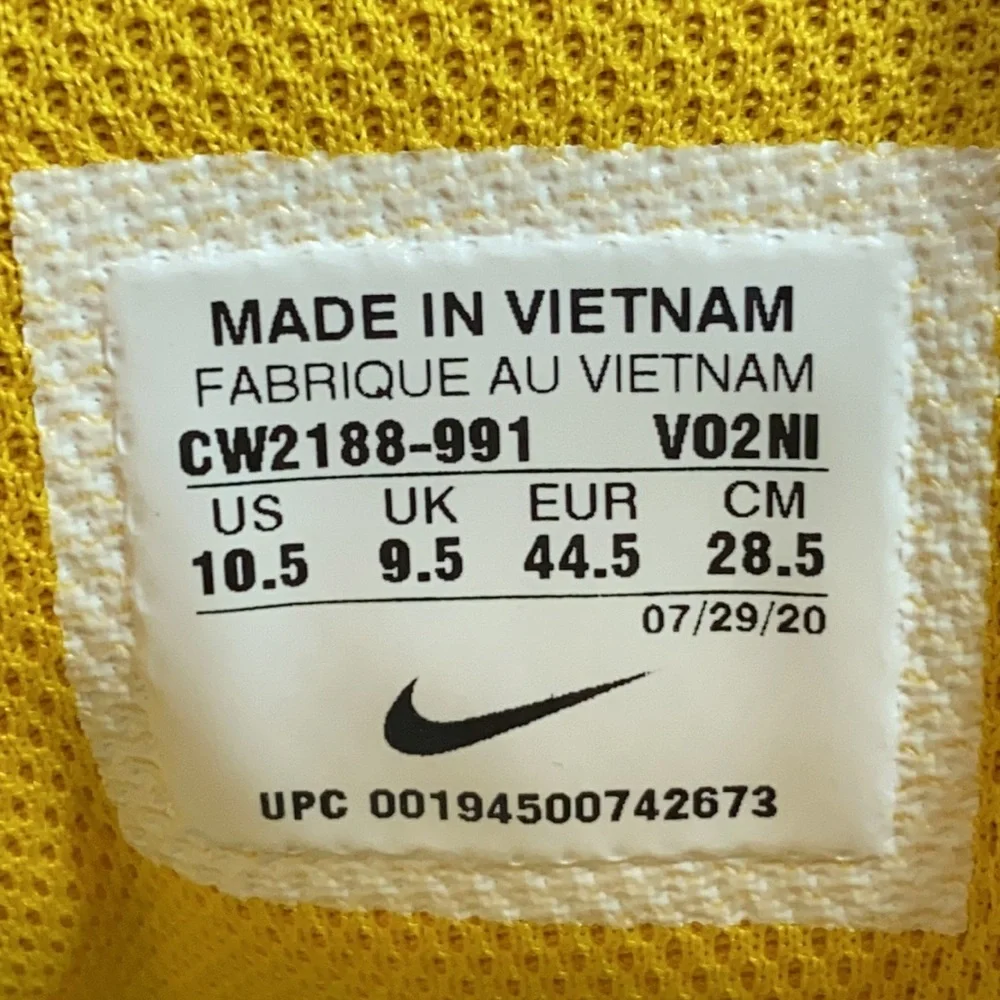 MADE IN VIETNAM
FABRIQUE AU VIETNAM
CW2188-991 VO2NI
US UK EUR CM
10.5 9.5 44.5 28.5
07/29/20
UPC 00194500742673